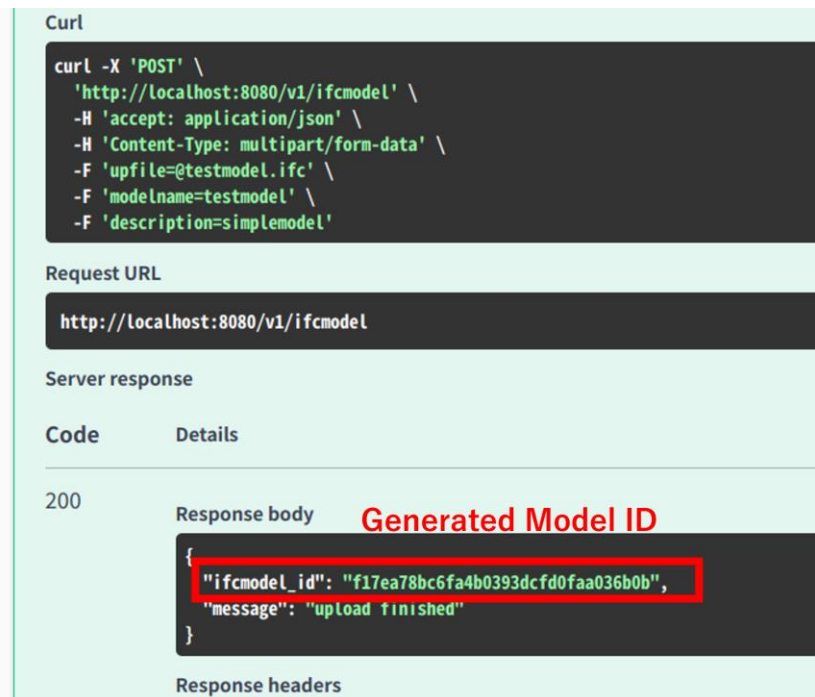 Curl
curl -X 'POST' \
'http://localhost:8080/v1/ifcmodel' \
-H 'accept: application/json' \
-H 'Content-Type: multipart/form-data' \
-F 'upfile=@testmodel.ifc' \
-F 'modelname=testmodel' \
-F 'description=simplemodel'
Request URL
http://localhost:8080/v1/ifcmodel
Server response
Code Details
200
Response body Generated Model ID
{
"ifcmodel_id": "f17ea78bc6fa4b0393dcfd0faa036b0b",
"message": "upload finished"
}
Response headers